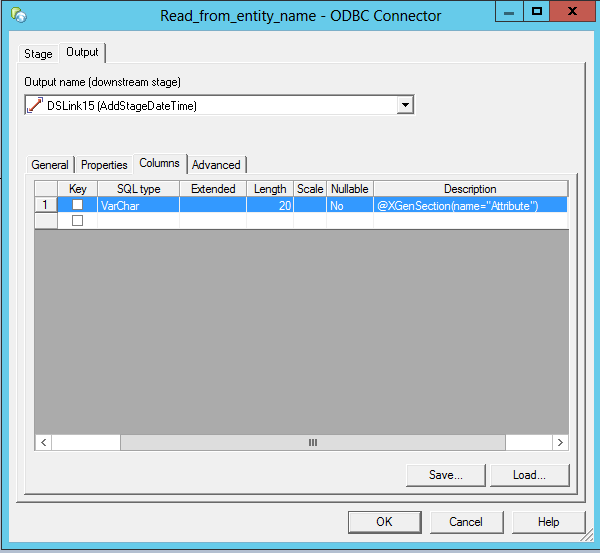 Read_from_entity_name - ODBC Connector
Stage Output
Output name (downstream stage)
DSLink15 (AddStageDateTime)
General Properties Columns Advanced
Key SQL type Extended Length Scale Nullable Description
1 VarChar 20 No @XGenSection(name="Attribute")
Save... Load...
OK Cancel Help